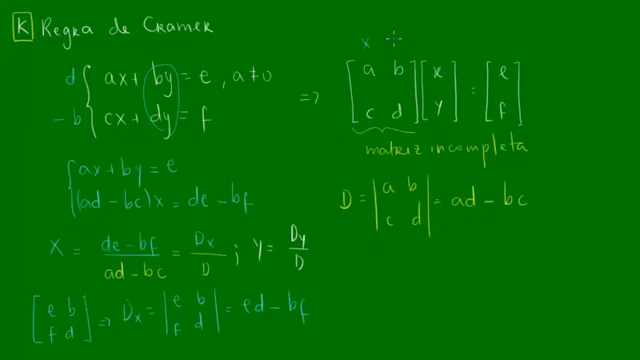 K Regra de Cramer
d ax + by = e , a ≠ 0
-b cx + dy = f
ax + by = e
(ad - bc)x = de - bf
X = de - bf / ad - bc = Dx / D ; Y = Dy / D
[e b; f d] => Dx = |e b; f d| = ed - bf
x
=> [a b; c d] [x; y] = [e; f]
matriz incompleta
D = |a b; c d| = ad - bc